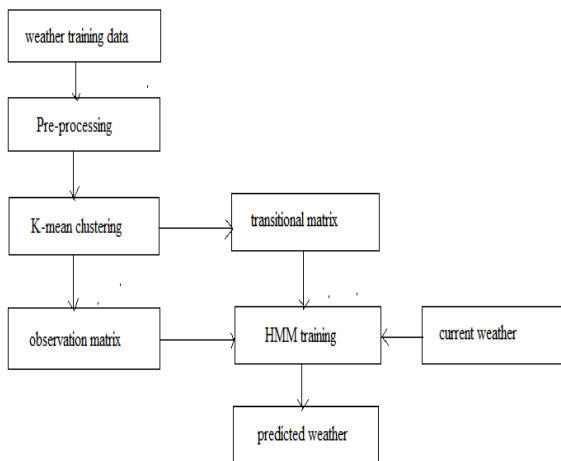 weather training data
Pre-processing
K-mean clustering
transitional matrix
observation matrix
HMM training
current weather
predicted weather